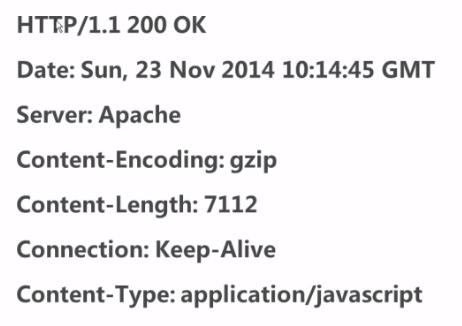 HTTP/1.1 200 OK
Date: Sun, 23 Nov 2014 10:14:45 GMT
Server: Apache
Content-Encoding: gzip
Content-Length: 7112
Connection: Keep-Alive
Content-Type: application/javascript